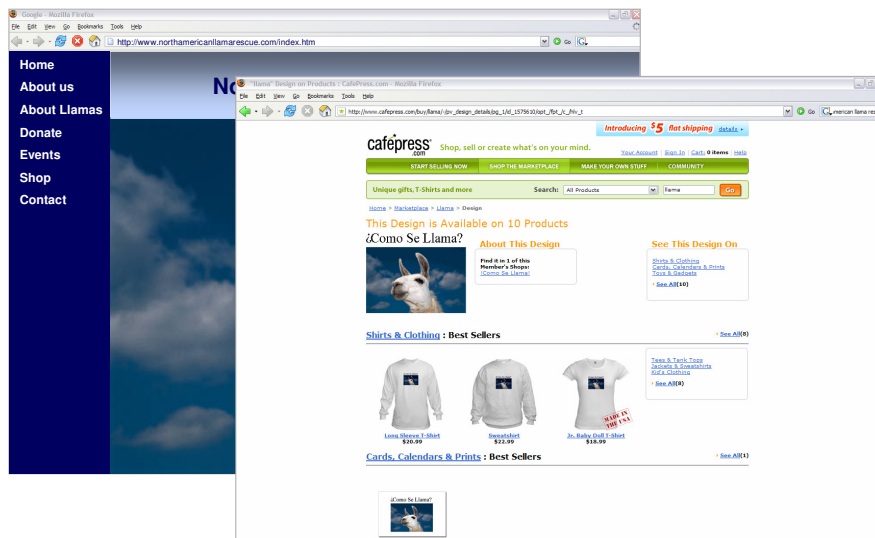 Google - Mozilla Firefox
File Edit View Go Bookmarks Tools Help
http://www.northamericanllamarescue.com/index.htm
Go
Home
About us
About Llamas
Donate
Events
Shop
Contact
"llama" Design on Products : CafePress.com - Mozilla Firefox
File Edit View Go Bookmarks Tools Help
Go
merican llama res
Introducing $5 flat shipping details
cafepress.com
Shop, sell or create what's on your mind.
Your Account | Sign In | Cart: 0 items | Help
START SELLING NOW SHOP THE MARKETPLACE MAKE YOUR OWN STUFF COMMUNITY
Unique gifts, T-Shirts and more Search: All Products llama Go
Home > Marketplace > Llama > Design
This Design is Available on 10 Products
¿Como Se Llama?
About This Design
Find it in 1 of this
Member's Shops:
!Como Se Llama!
See This Design On
Shirts & Clothing
Cards, Calendars & Prints
Toys & Gadgets
See All(10)
Shirts & Clothing : Best Sellers
See All(8)
Tees & Tank Tops
Jackets & Sweatshirts
Kid's Clothing
See All(8)
MADE IN
THE USA
Long Sleeve T-Shirt
$20.99
Sweatshirt
$22.99
Jr. Baby Doll T-Shirt
$18.99
Cards, Calendars & Prints : Best Sellers
See All(1)
¿Como Se Llama?